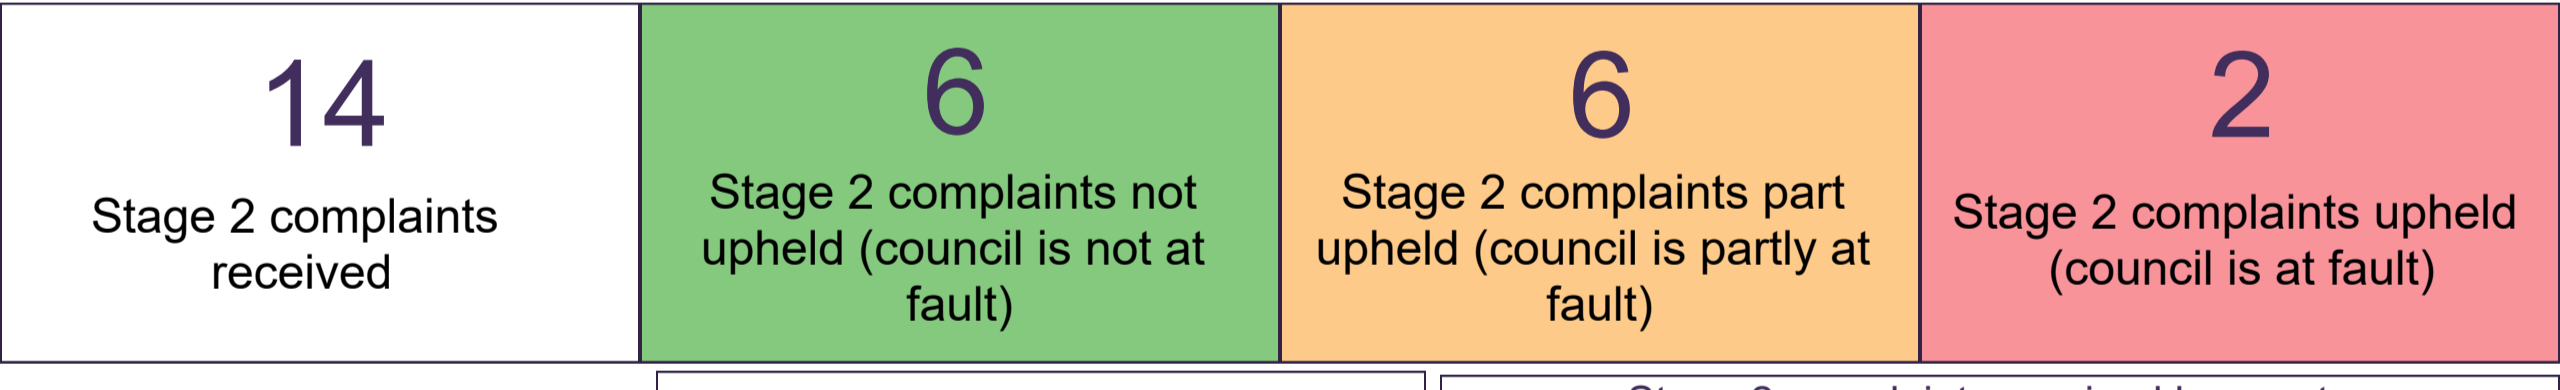 14
Stage 2 complaints
received
6
Stage 2 complaints not
upheld (council is not at
fault)
6
Stage 2 complaints part
upheld (council is partly at
fault)
2
Stage 2 complaints upheld
(council is at fault)